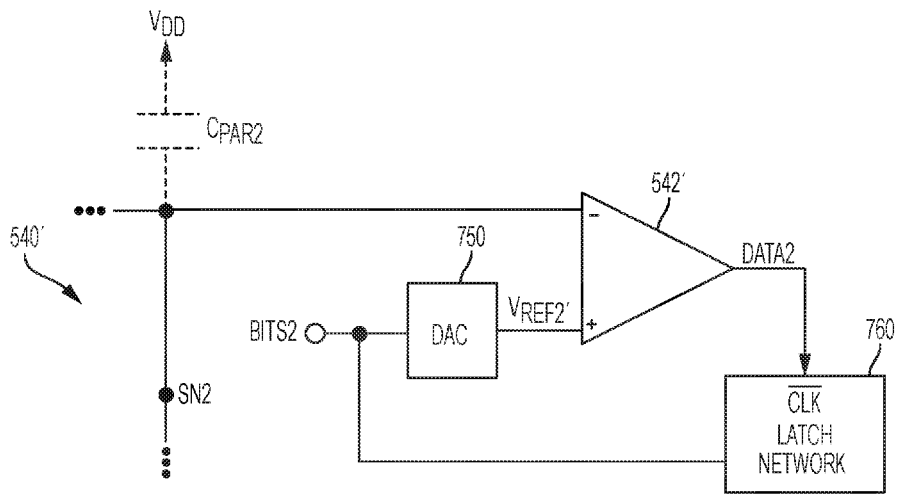 VDD
CPAR2
540'
542'
750
DATA2
VREF2'
BITS2
DAC
760
SN2
CLK
LATCH
NETWORK
-
+